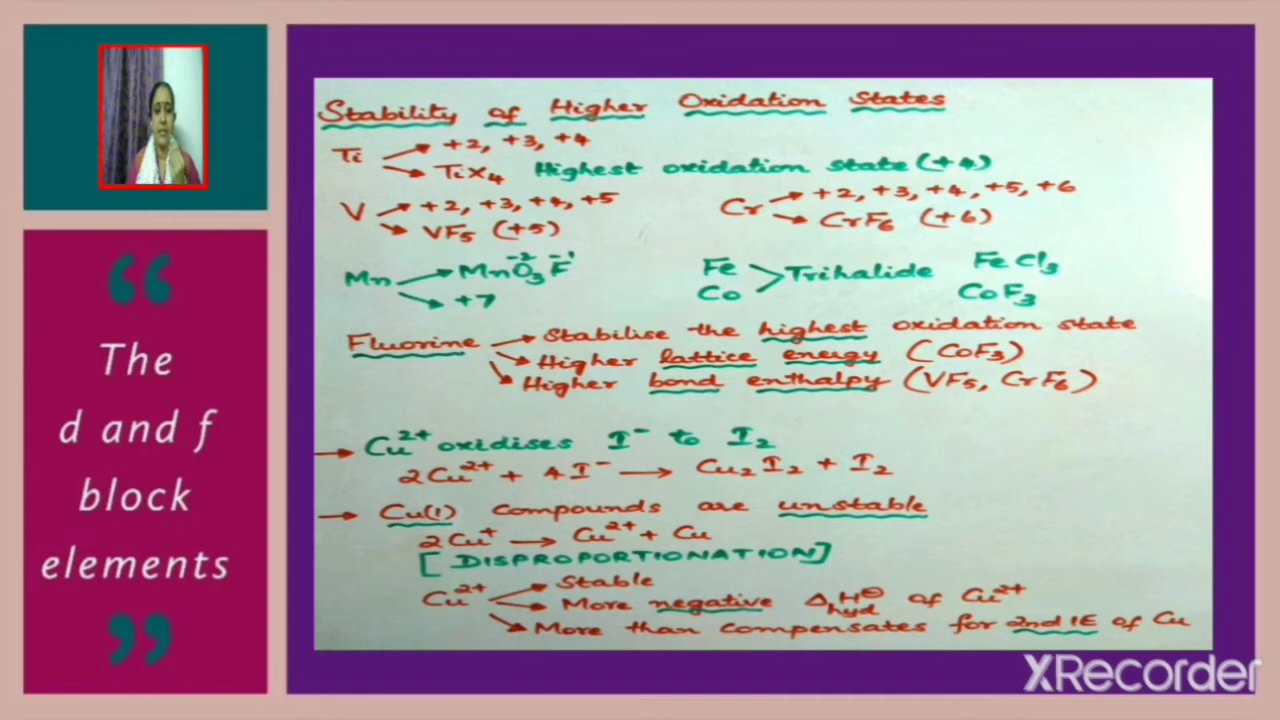 “
The
d and f
block
elements
”
Stability of Higher Oxidation States
Ti → +2, +3, +4
→ TiX₄ Highest oxidation state (+4)
V → +2, +3, +4, +5
→ VF₅ (+5)
Cr → +2, +3, +4, +5, +6
→ CrF₆ (+6)
Mn → MnO₃⁻²F⁻¹
→ +7
Fe
Co > Trihalide
FeCl₃
CoF₃
Fluorine → Stabilise the highest oxidation state
→ Higher lattice energy (CoF₃)
→ Higher bond enthalpy (VF₅, CrF₆)
→ Cu²⁺ oxidises I⁻ to I₂
2Cu²⁺ + 4I⁻ → Cu₂I₂ + I₂
→ Cu(1) compounds are unstable
2Cu⁺ → Cu²⁺ + Cu
[DISPROPORTIONATION]
Cu²⁺ → Stable
→ More negative ΔhydH⊖ of Cu²⁺
→ More than compensates for 2nd IE of Cu
XRecorder